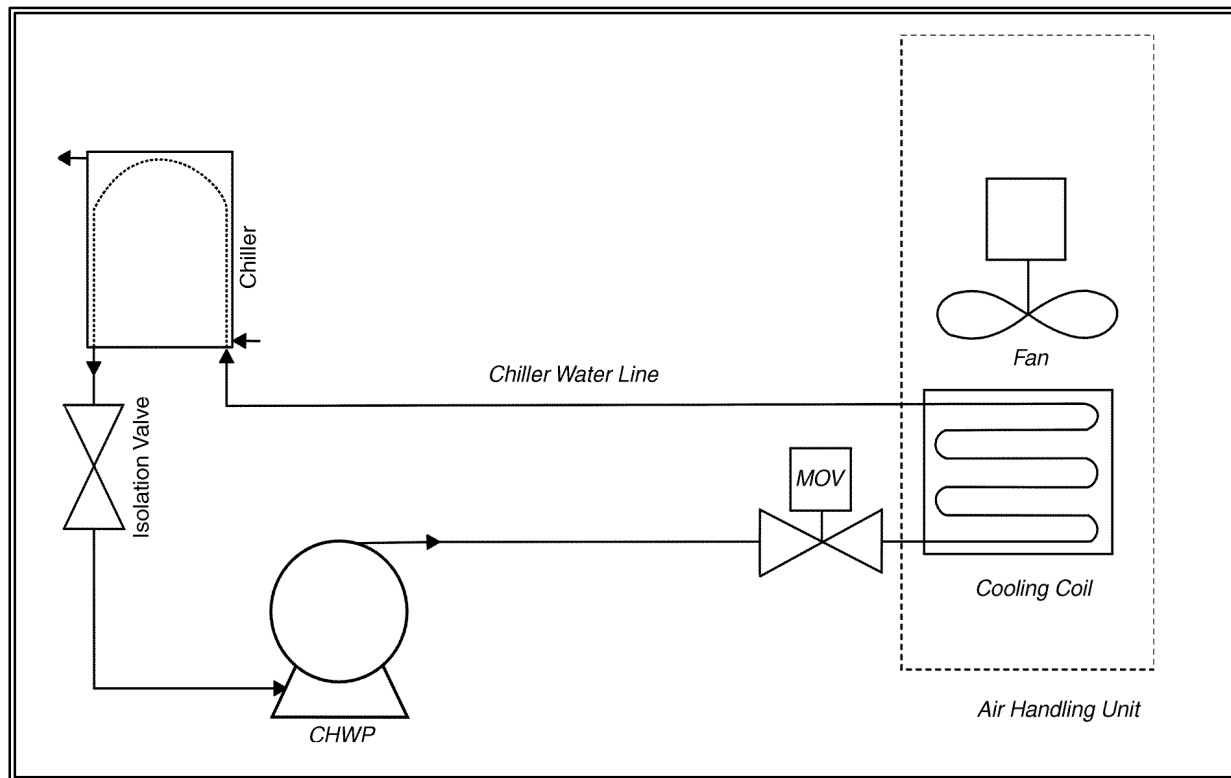 Chiller
Fan
Chiller Water Line
Isolation Valve
MOV
Cooling Coil
Air Handling Unit
CHWP